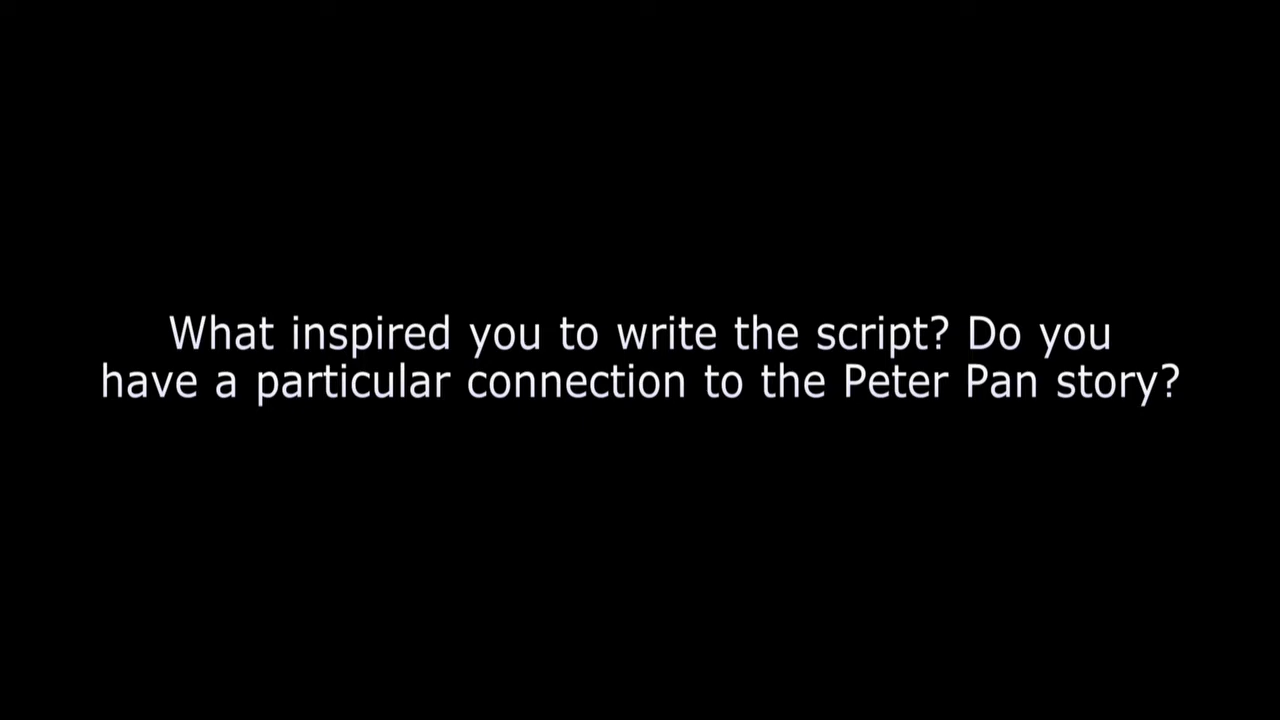 What inspired you to write the script? Do you
have a particular connection to the Peter Pan story?